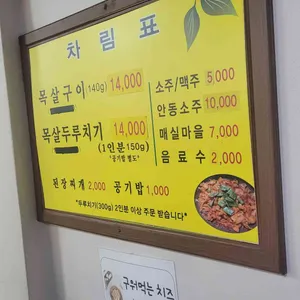 차림표
목살구이(140g) 14,000
목살두루치기 14,000
(1인분150g)
"공기밥 별도"
된장찌개 2,000 공기밥 1,000
소주/맥주 5,000
안동소주 10,000
매실마을 7,000
음료수 2,000
"두루치기(300g) 2인분 이상 주문 받습니다"
구워먹는 치즈